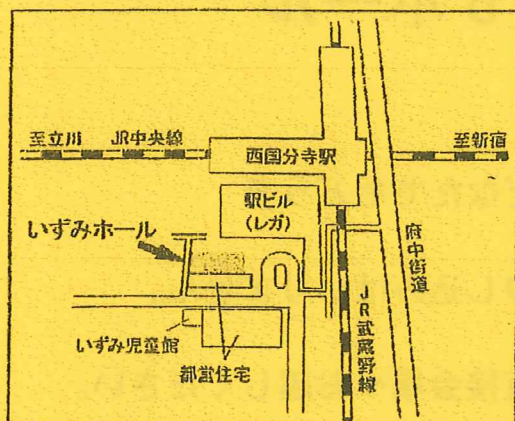 至立川 JR中央線
至新宿
西国分寺駅
駅ビル
(レガ)
いずみホール
府中街道
JR武蔵野線
いずみ児童館
都営住宅